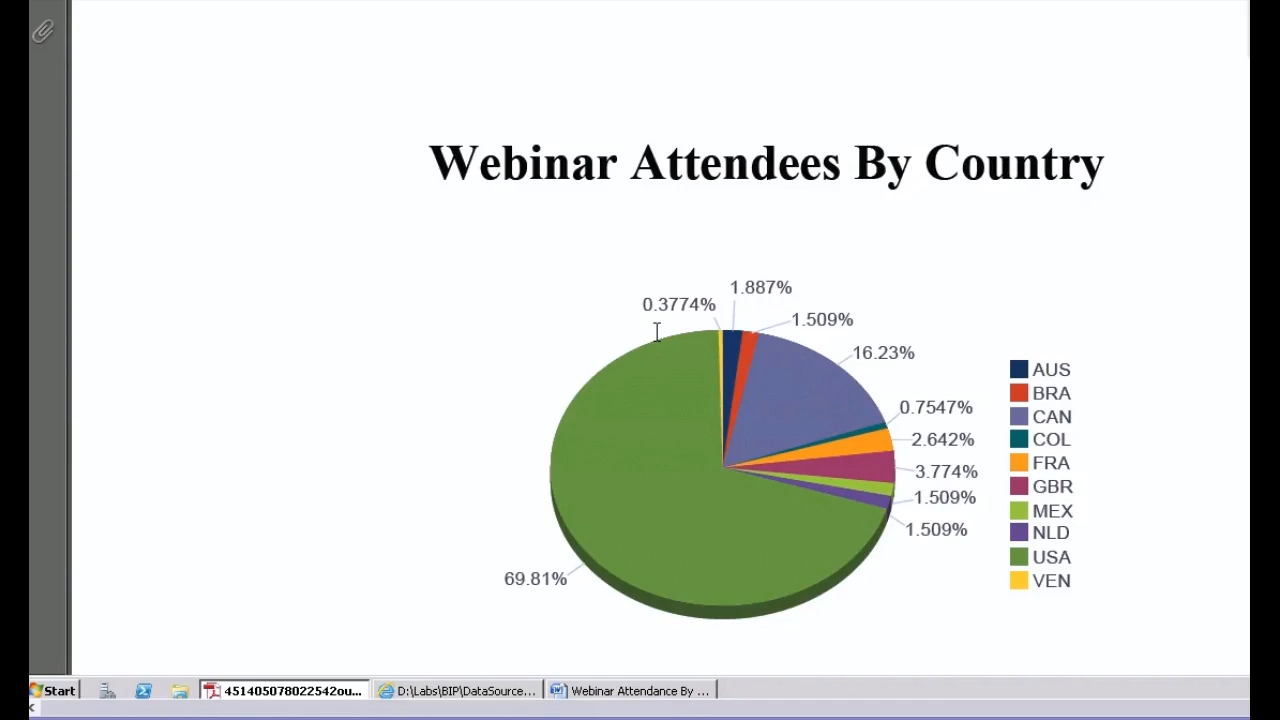 Webinar Attendees By Country
1.887%
0.3774%
1.509%
16.23%
0.7547%
2.642%
3.774%
1.509%
1.509%
69.81%
AUS
BRA
CAN
COL
FRA
GBR
MEX
NLD
USA
VEN
Start
451405078022542ou...
D:\Labs\BIP\DataSource...
Webinar Attendance By ...